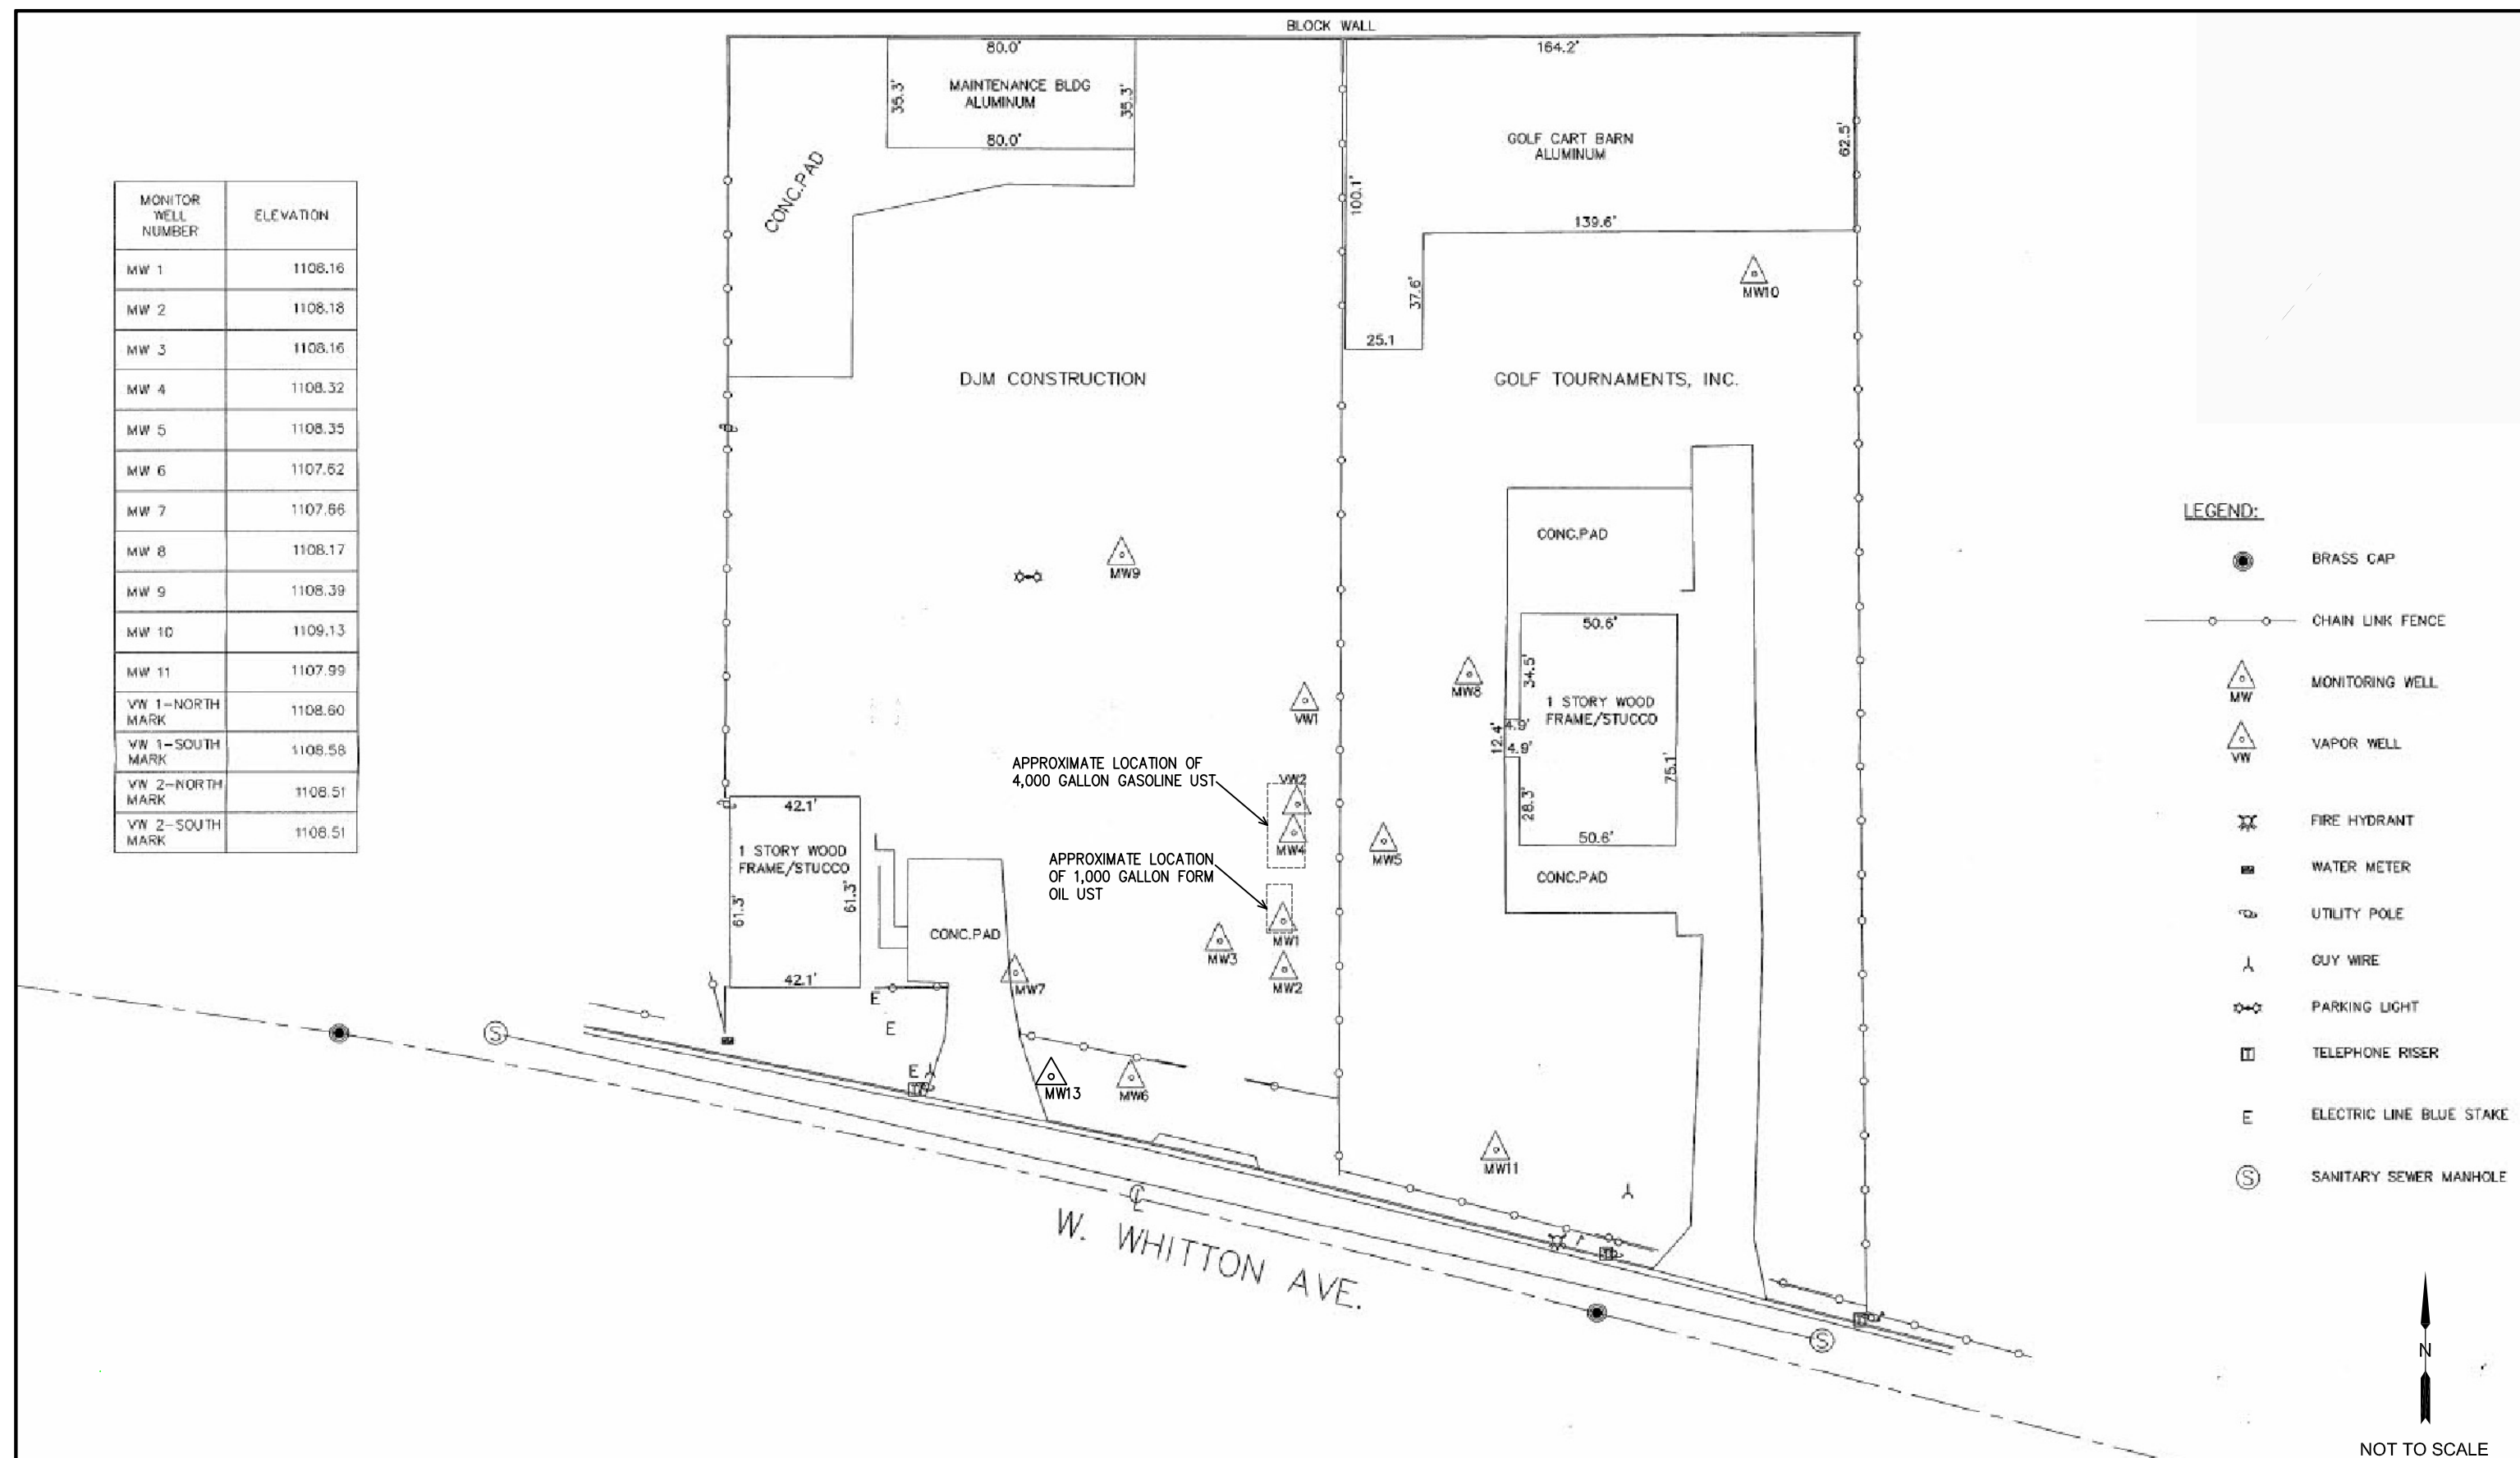 BLOCK WALL
80.0'
164.2'
35.3'
MAINTENANCE BLDG
ALUMINUM
35.3'
80.0'
CONC.PAD
GOLF CART BARN
ALUMINUM
62.5'
100.1'
139.6'
37.6'
25.1
MW10
DJM CONSTRUCTION
GOLF TOURNAMENTS, INC.
MONITOR
WELL
NUMBER
ELEVATION
MW 1 1108.16
MW 2 1108.18
MW 3 1108.16
MW 4 1108.32
MW 5 1108.35
MW 6 1107.62
MW 7 1107.66
MW 8 1108.17
MW 9 1108.39
MW 10 1109.13
MW 11 1107.99
VW 1-NORTH
MARK 1108.60
VW 1-SOUTH
MARK 1108.58
VW 2-NORTH
MARK 1108.51
VW 2-SOUTH
MARK 1108.51
CONC.PAD
MW9
50.6'
34.5'
MW8
1 STORY WOOD
FRAME/STUCCO
4.9'
12.4'
4.9'
75.1'
28.3'
50.6'
CONC.PAD
VW1
APPROXIMATE LOCATION OF
4,000 GALLON GASOLINE UST
VW2
MW4
MW5
APPROXIMATE LOCATION
OF 1,000 GALLON FORM
OIL UST
MW1
MW3
MW2
42.1'
1 STORY WOOD
FRAME/STUCCO
61.3'
61.3'
42.1'
CONC.PAD
MW7
E
E
E
MW13
MW6
MW11
S
CL
W. WHITTON AVE.
S
LEGEND:
BRASS CAP
CHAIN LINK FENCE
MW MONITORING WELL
VW VAPOR WELL
FIRE HYDRANT
WATER METER
UTILITY POLE
GUY WIRE
PARKING LIGHT
T TELEPHONE RISER
E ELECTRIC LINE BLUE STAKE
S SANITARY SEWER MANHOLE
N
NOT TO SCALE